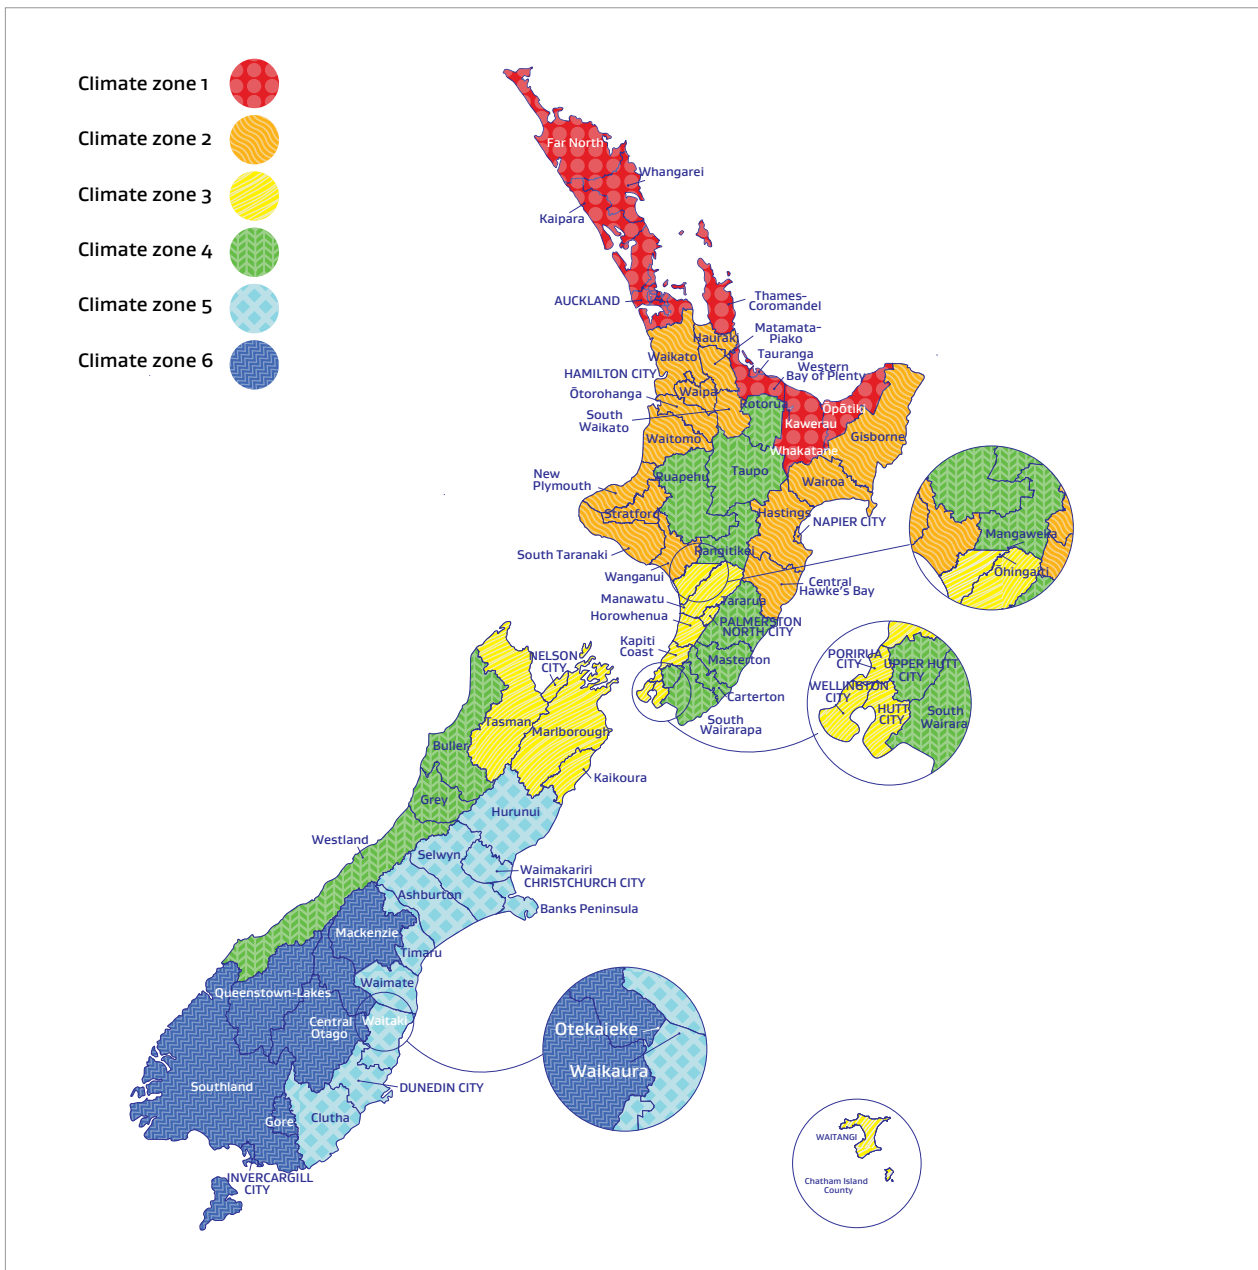 Climate zone 1
Climate zone 2
Climate zone 3
Climate zone 4
Climate zone 5
Climate zone 6
Far North
Whangarei
Kaipara
AUCKLAND
Thames-
Coromandel
Hauraki
Matamata-
Piako
Waikato
Tauranga
Western
Bay of Plenty
HAMILTON CITY
Waipa
Ōtorohanga
Rotorua
Ōpōtiki
South
Waikato
Kawerau
Waitomo
Gisborne
Whakatane
Taupo
Ruapehu
Wairoa
New
Plymouth
Stratford
Hastings
NAPIER CITY
South Taranaki
Rangitikei
Wanganui
Central
Hawke's Bay
Manawatu
Tararua
Horowhenua
PALMERSTON
NORTH CITY
Kapiti
Coast
Masterton
Carterton
South
Wairarapa
Mangaweka
Ōhingaiti
PORIRUA
CITY
UPPER HUTT
CITY
WELLINGTON
CITY
HUTT
CITY
South
Wairara
NELSON
CITY
Tasman
Marlborough
Buller
Kaikoura
Grey
Hurunui
Westland
Selwyn
Waimakariri
CHRISTCHURCH CITY
Ashburton
Banks Peninsula
Mackenzie
Timaru
Waimate
Queenstown-Lakes
Central
Otago
Waitaki
Otekaieke
Waikaura
Southland
DUNEDIN CITY
Gore
Clutha
INVERCARGILL
CITY
WAITANGI
Chatham Island
County